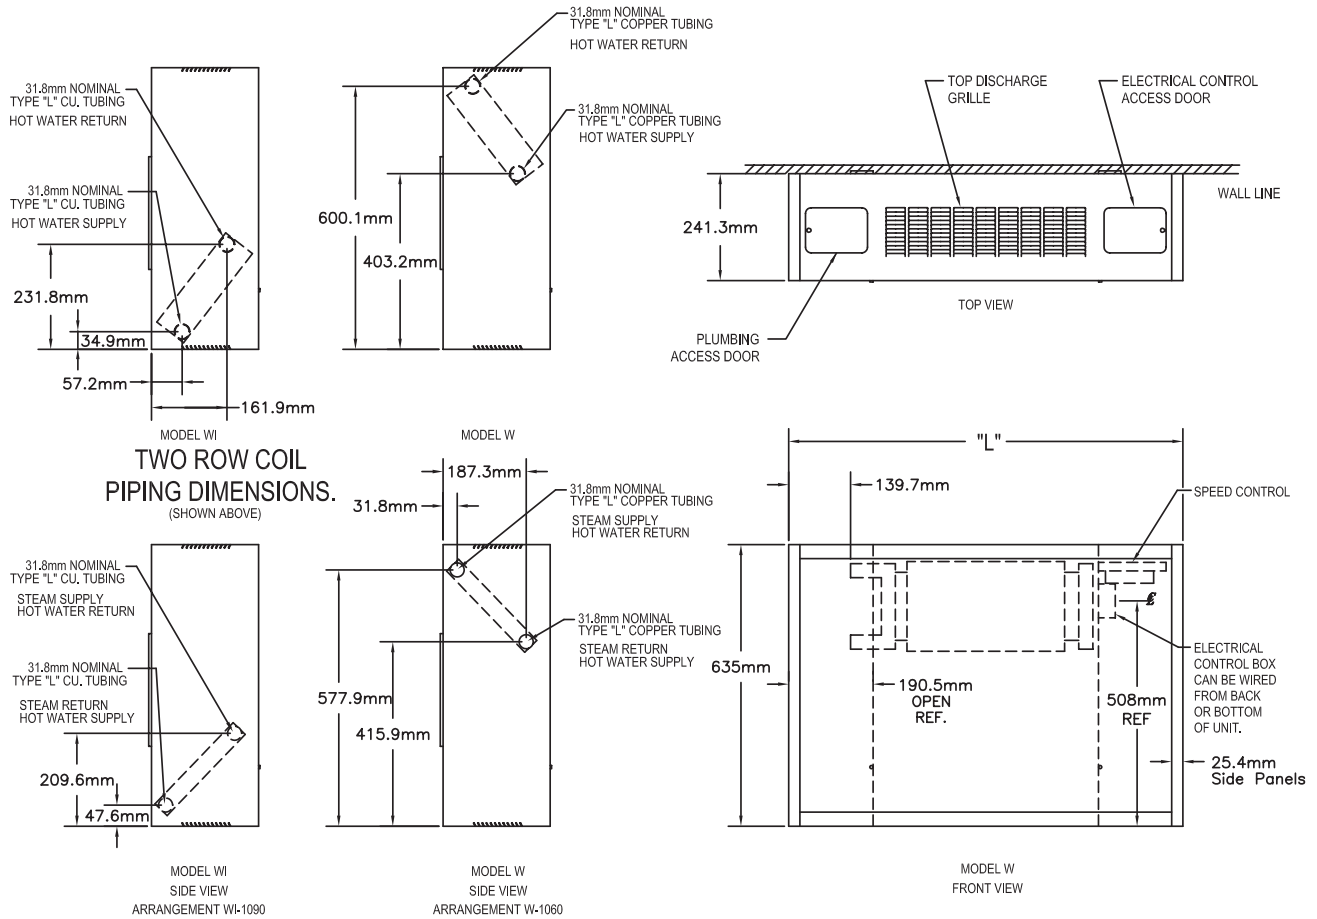 31.8mm NOMINAL
TYPE "L" CU. TUBING
HOT WATER RETURN
31.8mm NOMINAL
TYPE "L" CU. TUBING
HOT WATER SUPPLY
231.8mm
34.9mm
57.2mm
161.9mm
MODEL WI
31.8mm NOMINAL
TYPE "L" COPPER TUBING
HOT WATER RETURN
31.8mm NOMINAL
TYPE "L" COPPER TUBING
HOT WATER SUPPLY
600.1mm
403.2mm
MODEL W
TWO ROW COIL
PIPING DIMENSIONS.
(SHOWN ABOVE)
TOP DISCHARGE
GRILLE
ELECTRICAL CONTROL
ACCESS DOOR
WALL LINE
241.3mm
TOP VIEW
PLUMBING
ACCESS DOOR
31.8mm NOMINAL
TYPE "L" CU. TUBING
STEAM SUPPLY
HOT WATER RETURN
31.8mm NOMINAL
TYPE "L" CU. TUBING
STEAM RETURN
HOT WATER SUPPLY
209.6mm
47.6mm
MODEL WI
SIDE VIEW
ARRANGEMENT WI-1090
187.3mm
31.8mm
31.8mm NOMINAL
TYPE "L" COPPER TUBING
STEAM SUPPLY
HOT WATER RETURN
31.8mm NOMINAL
TYPE "L" COPPER TUBING
STEAM RETURN
HOT WATER SUPPLY
577.9mm
415.9mm
MODEL W
SIDE VIEW
ARRANGEMENT W-1060
"L"
139.7mm
SPEED CONTROL
℄
635mm
190.5mm
OPEN
REF.
508mm
REF
ELECTRICAL
CONTROL BOX
CAN BE WIRED
FROM BACK
OR BOTTOM
OF UNIT.
25.4mm
Side Panels
MODEL W
FRONT VIEW